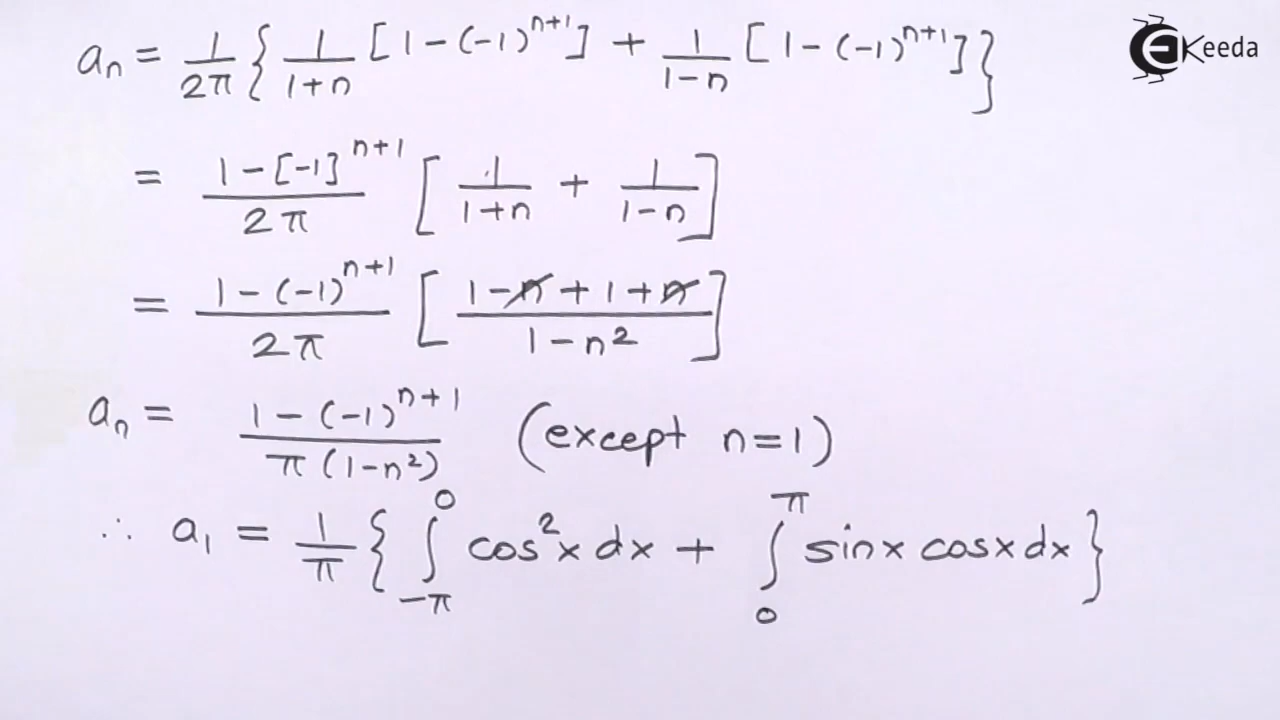 aₙ = 1/2π { 1/1+n [1-(-1)ⁿ⁺¹] + 1/1-n [1-(-1)ⁿ⁺¹] }
Keeda
= 1-[-1]ⁿ⁺¹/2π [ 1/1+n + 1/1-n ]
= 1-(-1)ⁿ⁺¹/2π [ 1-n+1+n/1-n² ]
aₙ = 1-(-1)ⁿ⁺¹/π(1-n²) (except n=1)
∴ a₁ = 1/π { ∫_{-π}^{0} cos²x dx + ∫_{0}^{π} sinx cosx dx }